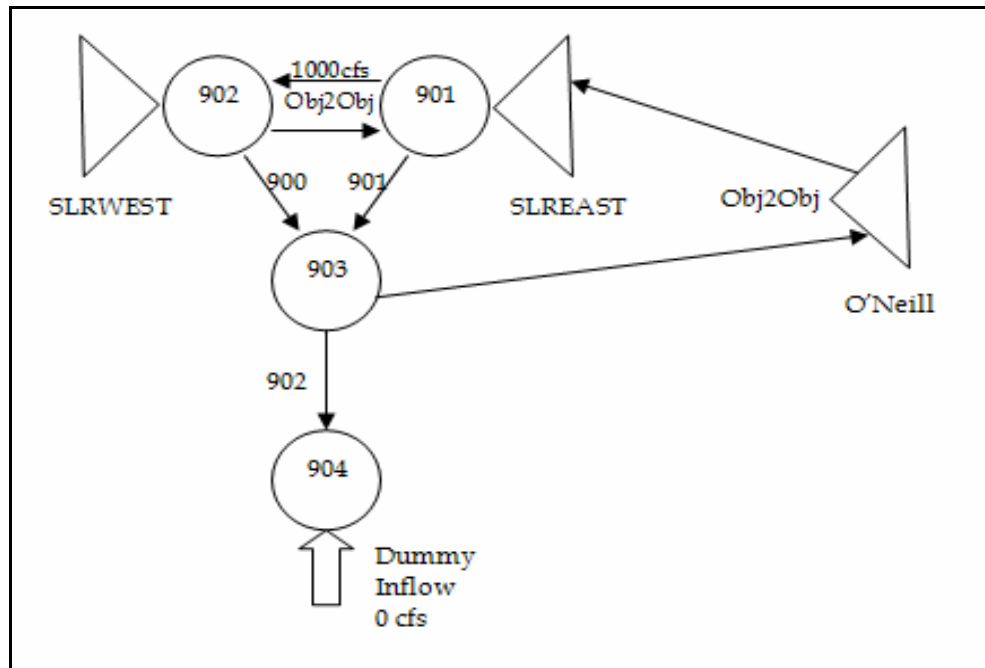 902
1000cfs
901
Obj2Obj
900
901
SLRWEST
SLREAST
Obj2Obj
903
O'Neill
902
904
Dummy
Inflow
0 cfs